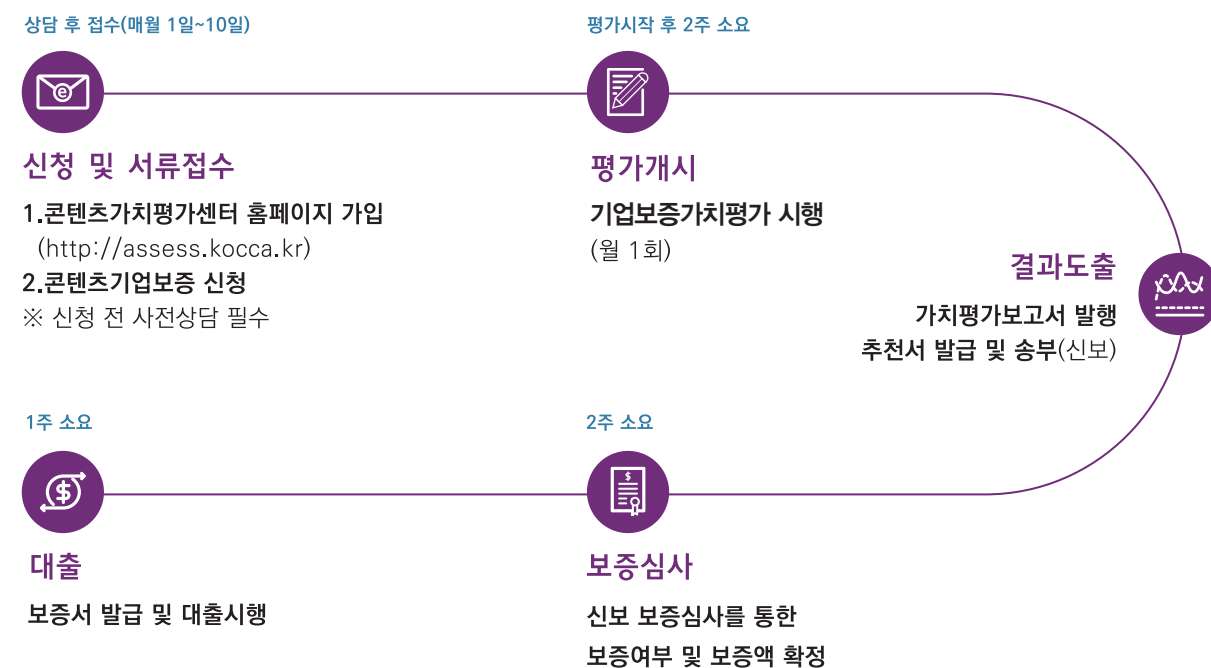 상담 후 접수(매월 1일~10일)
신청 및 서류접수
1.콘텐츠가치평가센터 홈페이지 가입
(http://assess.kocca.kr)
2.콘텐츠기업보증 신청
※ 신청 전 사전상담 필수
평가시작 후 2주 소요
평가개시
기업보증가치평가 시행
(월 1회)
결과도출
가치평가보고서 발행
추천서 발급 및 송부(신보)
2주 소요
보증심사
신보 보증심사를 통한
보증여부 및 보증액 확정
1주 소요
대출
보증서 발급 및 대출시행